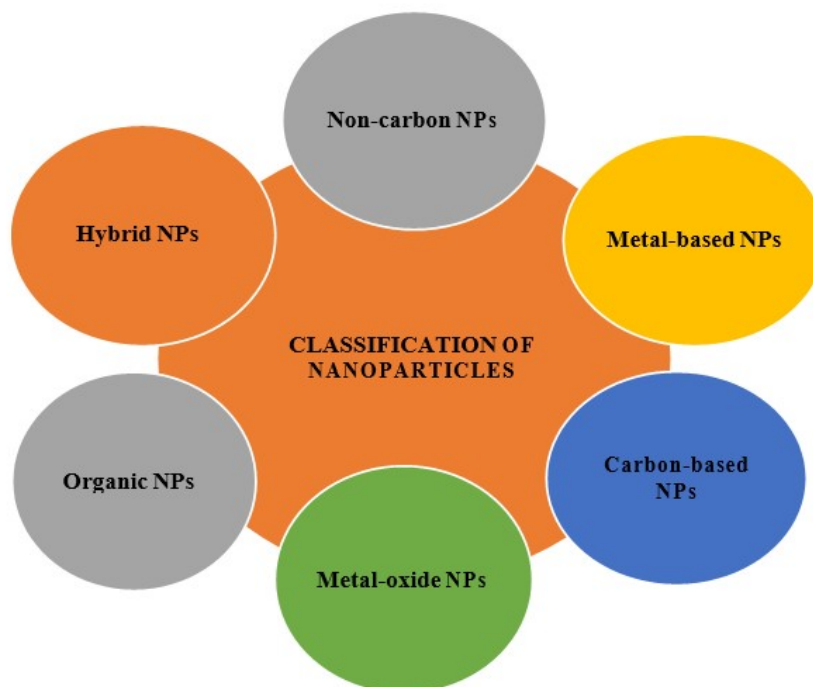 Non-carbon NPs
Hybrid NPs
Metal-based NPs
CLASSIFICATION OF
NANOPARTICLES
Organic NPs
Carbon-based
NPs
Metal-oxide NPs